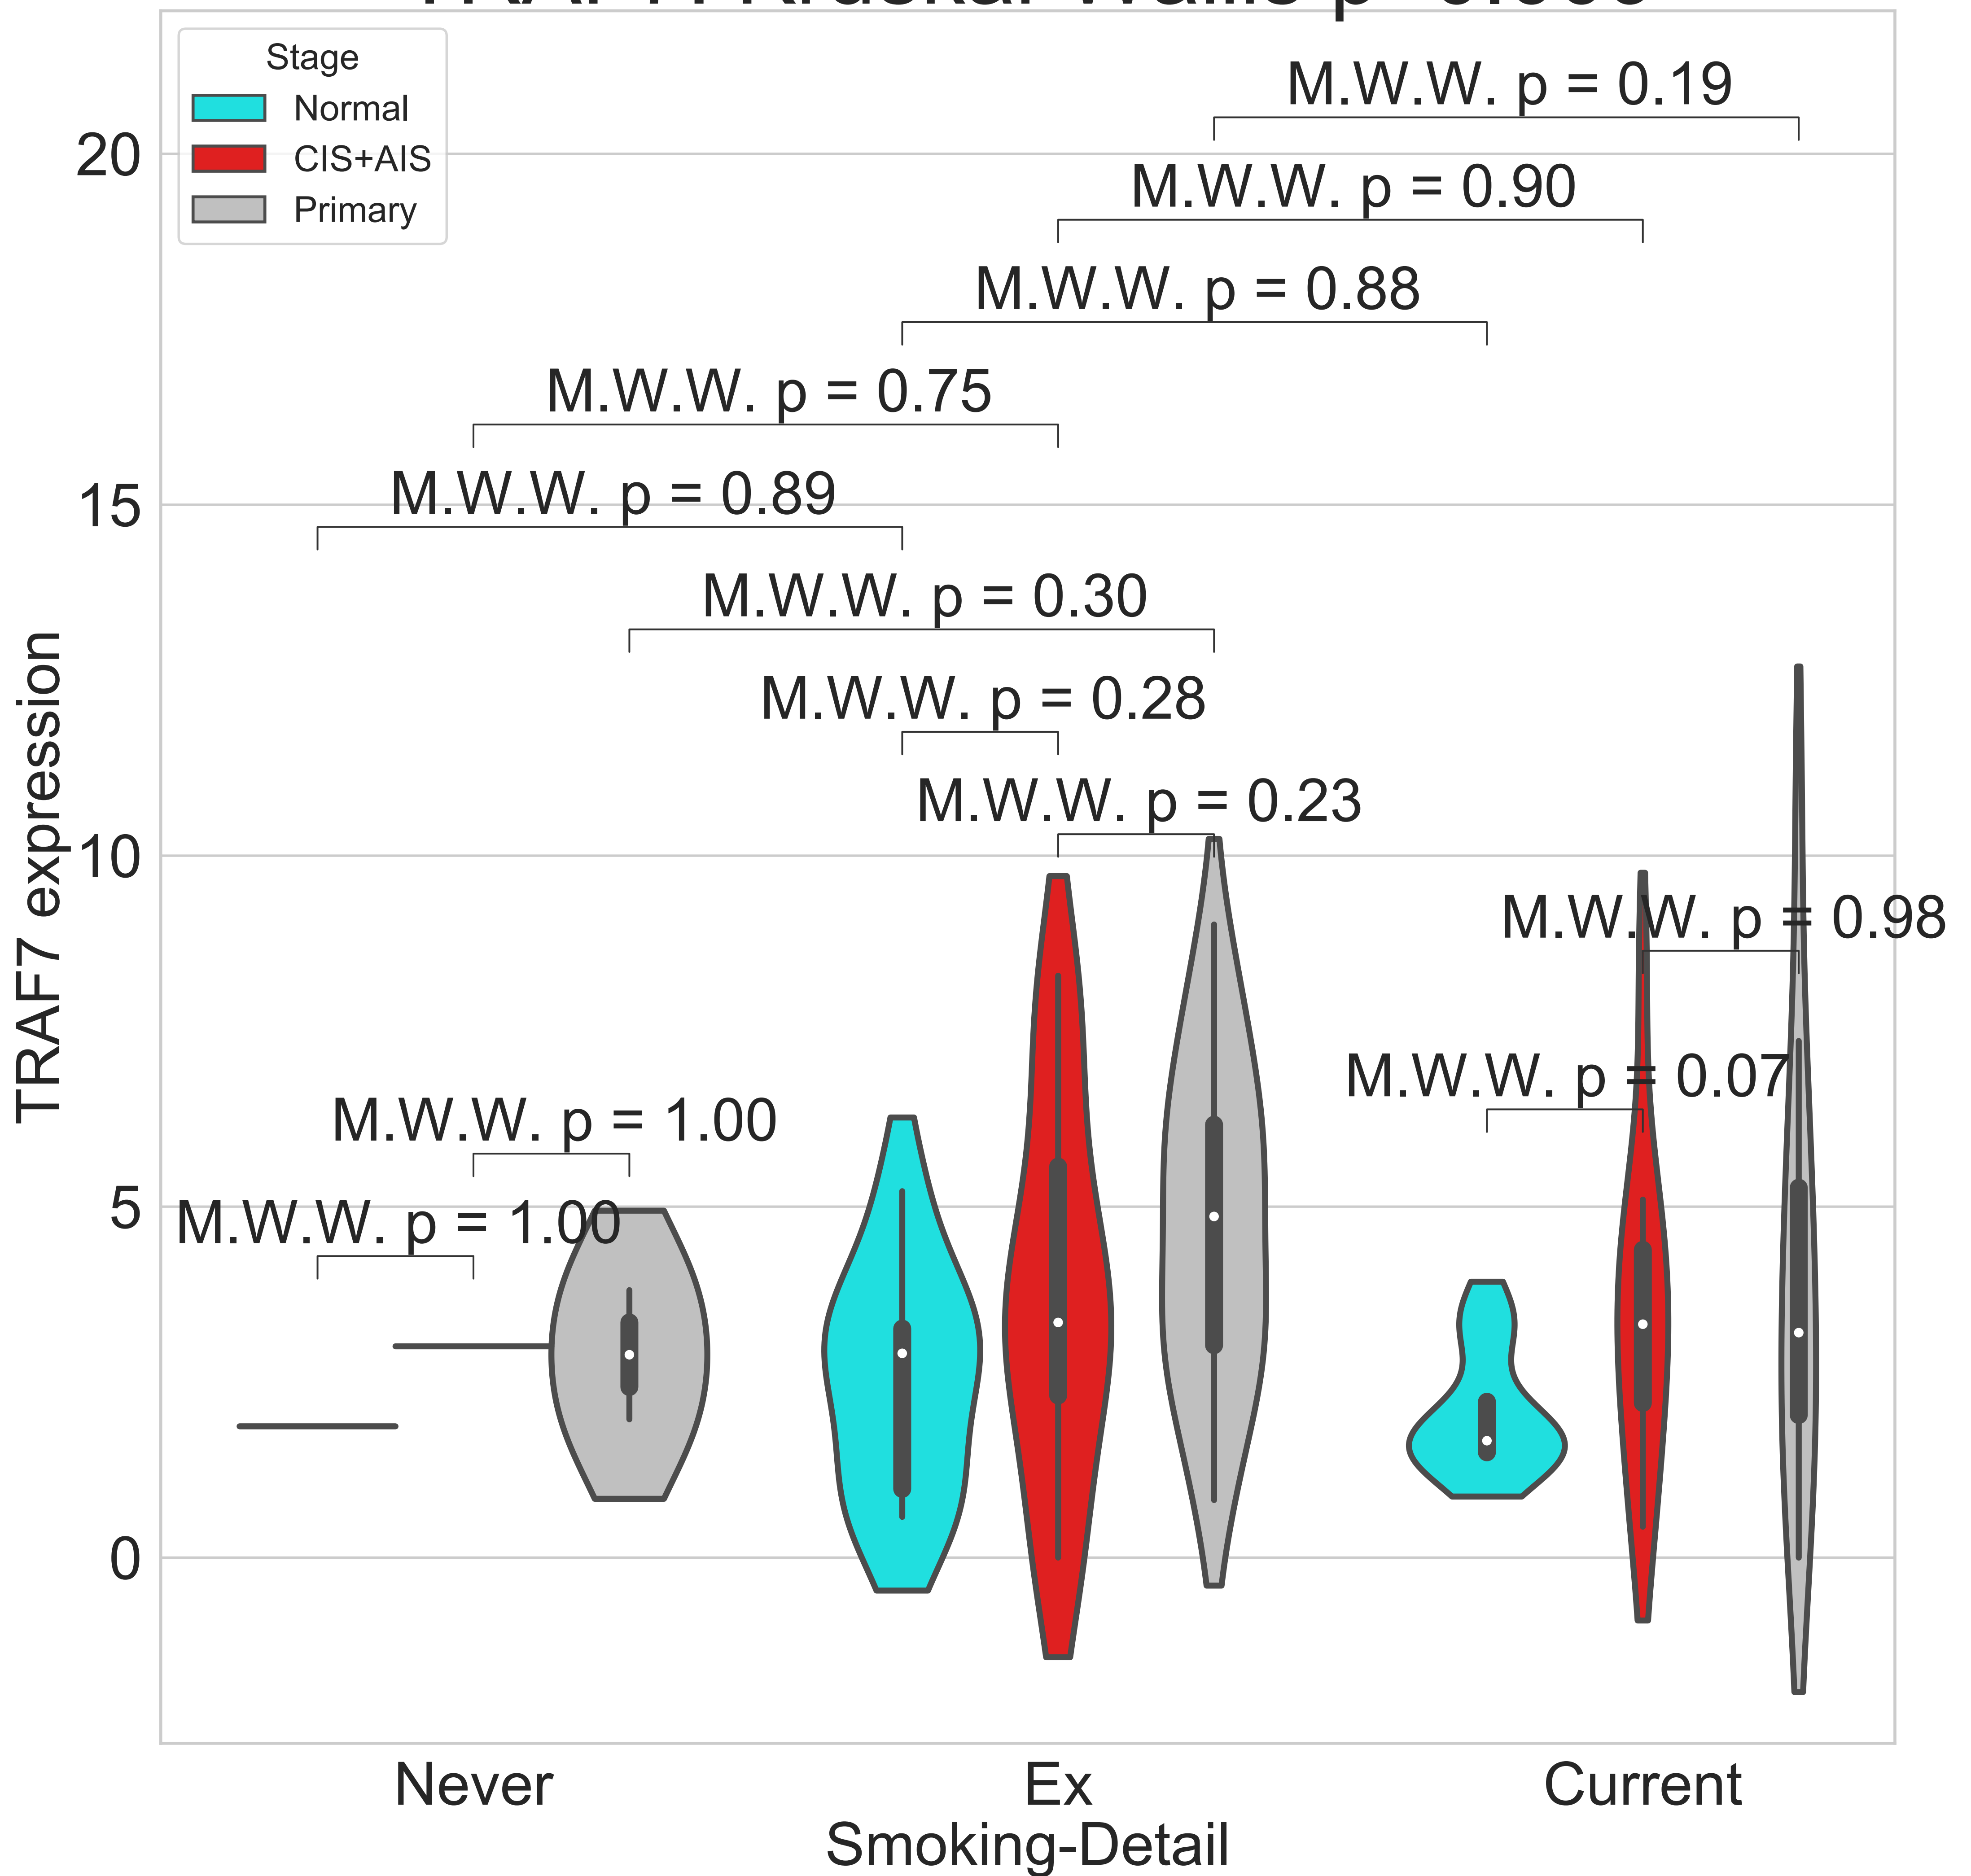 Stage
Normal
CIS+AIS
Primary
M.W.W. p = 0.19
M.W.W. p = 0.90
M.W.W. p = 0.88
M.W.W. p = 0.75
M.W.W. p = 0.89
M.W.W. p = 0.30
M.W.W. p = 0.28
M.W.W. p = 0.23
M.W.W. p = 0.98
M.W.W. p = 0.07
M.W.W. p = 1.00
M.W.W. p = 1.00
20
15
10
5
0
TRAF7 expression
Never
Ex
Current
Smoking-Detail